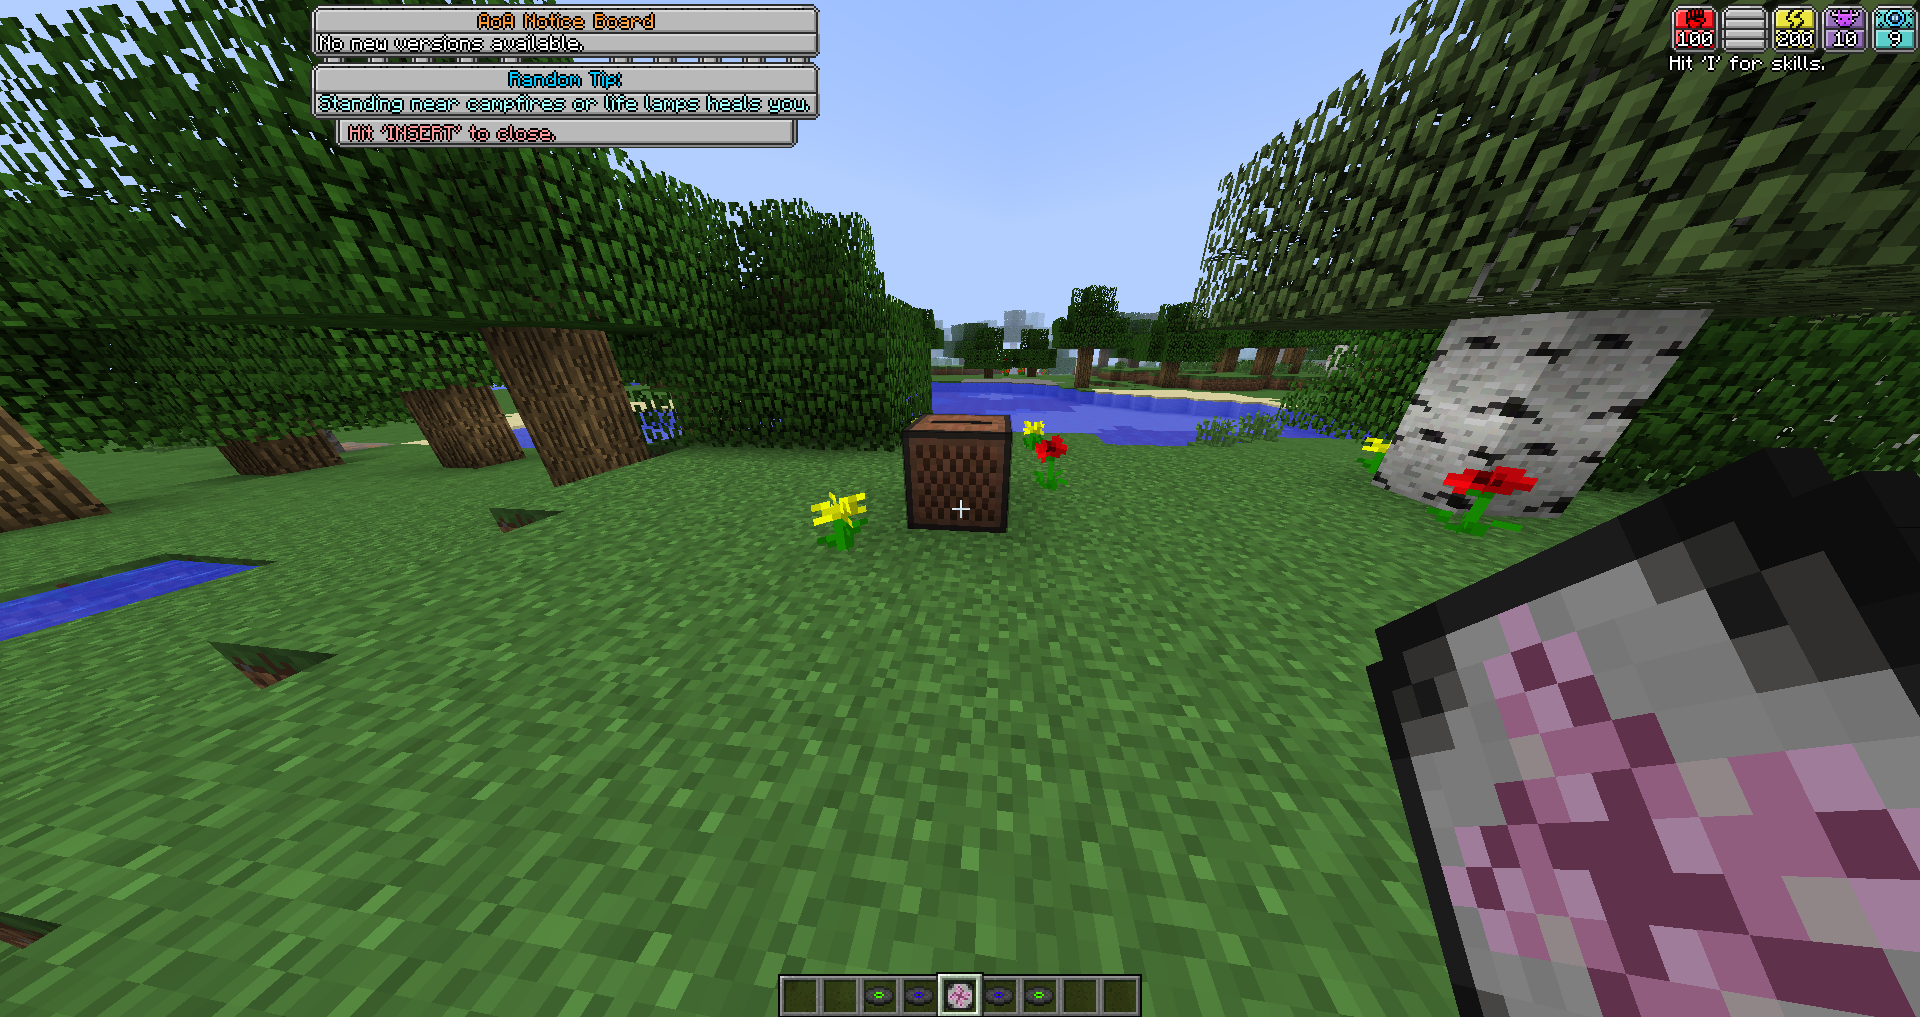 AoA Notice Board
No new versions available.
Random Tip:
Standing near campfires or life lamps heals you.
Hit 'INSERT' to close.
100
200
10
9
Hit 'I' for skills.